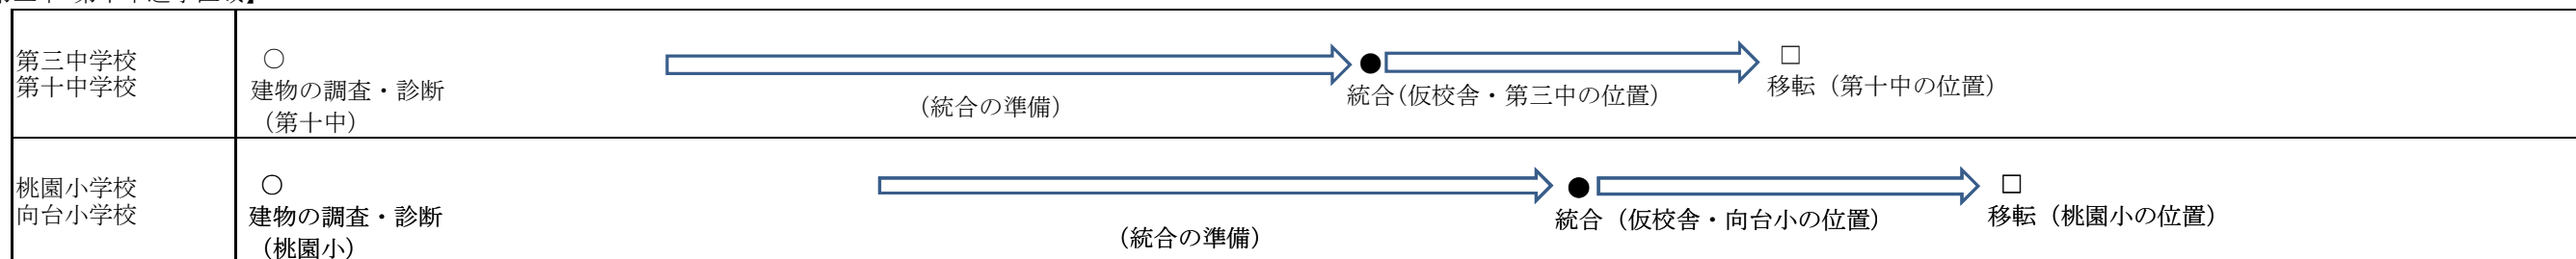 第三中学校
第十中学校
○
建物の調査・診断
（第十中）
（統合の準備）
●
統合（仮校舎・第三中の位置）
□
移転（第十中の位置）
桃園小学校
向台小学校
○
建物の調査・診断
（桃園小）
（統合の準備）
●
統合（仮校舎・向台小の位置）
□
移転（桃園小の位置）